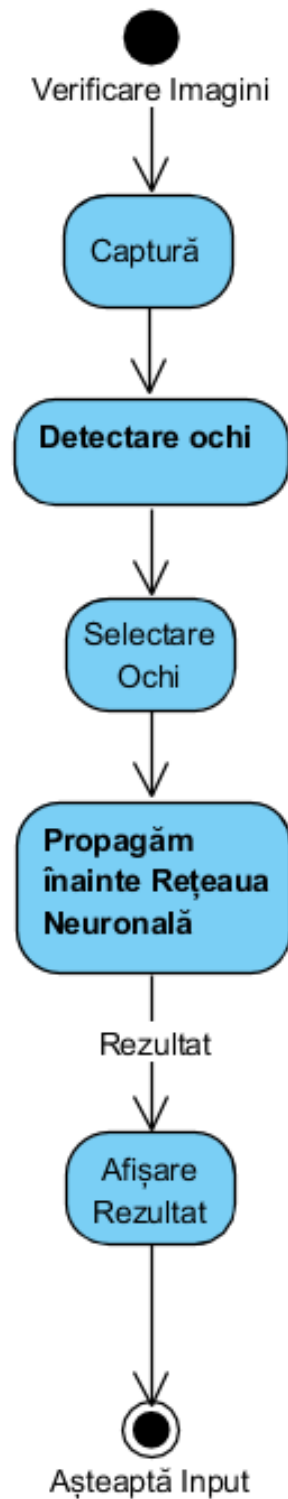 Verificare Imagini
Captură
Detectare ochi
Selectare
Ochi
Propagăm
înainte Rețeaua
Neuronală
Rezultat
Afișare
Rezultat
Așteaptă Input